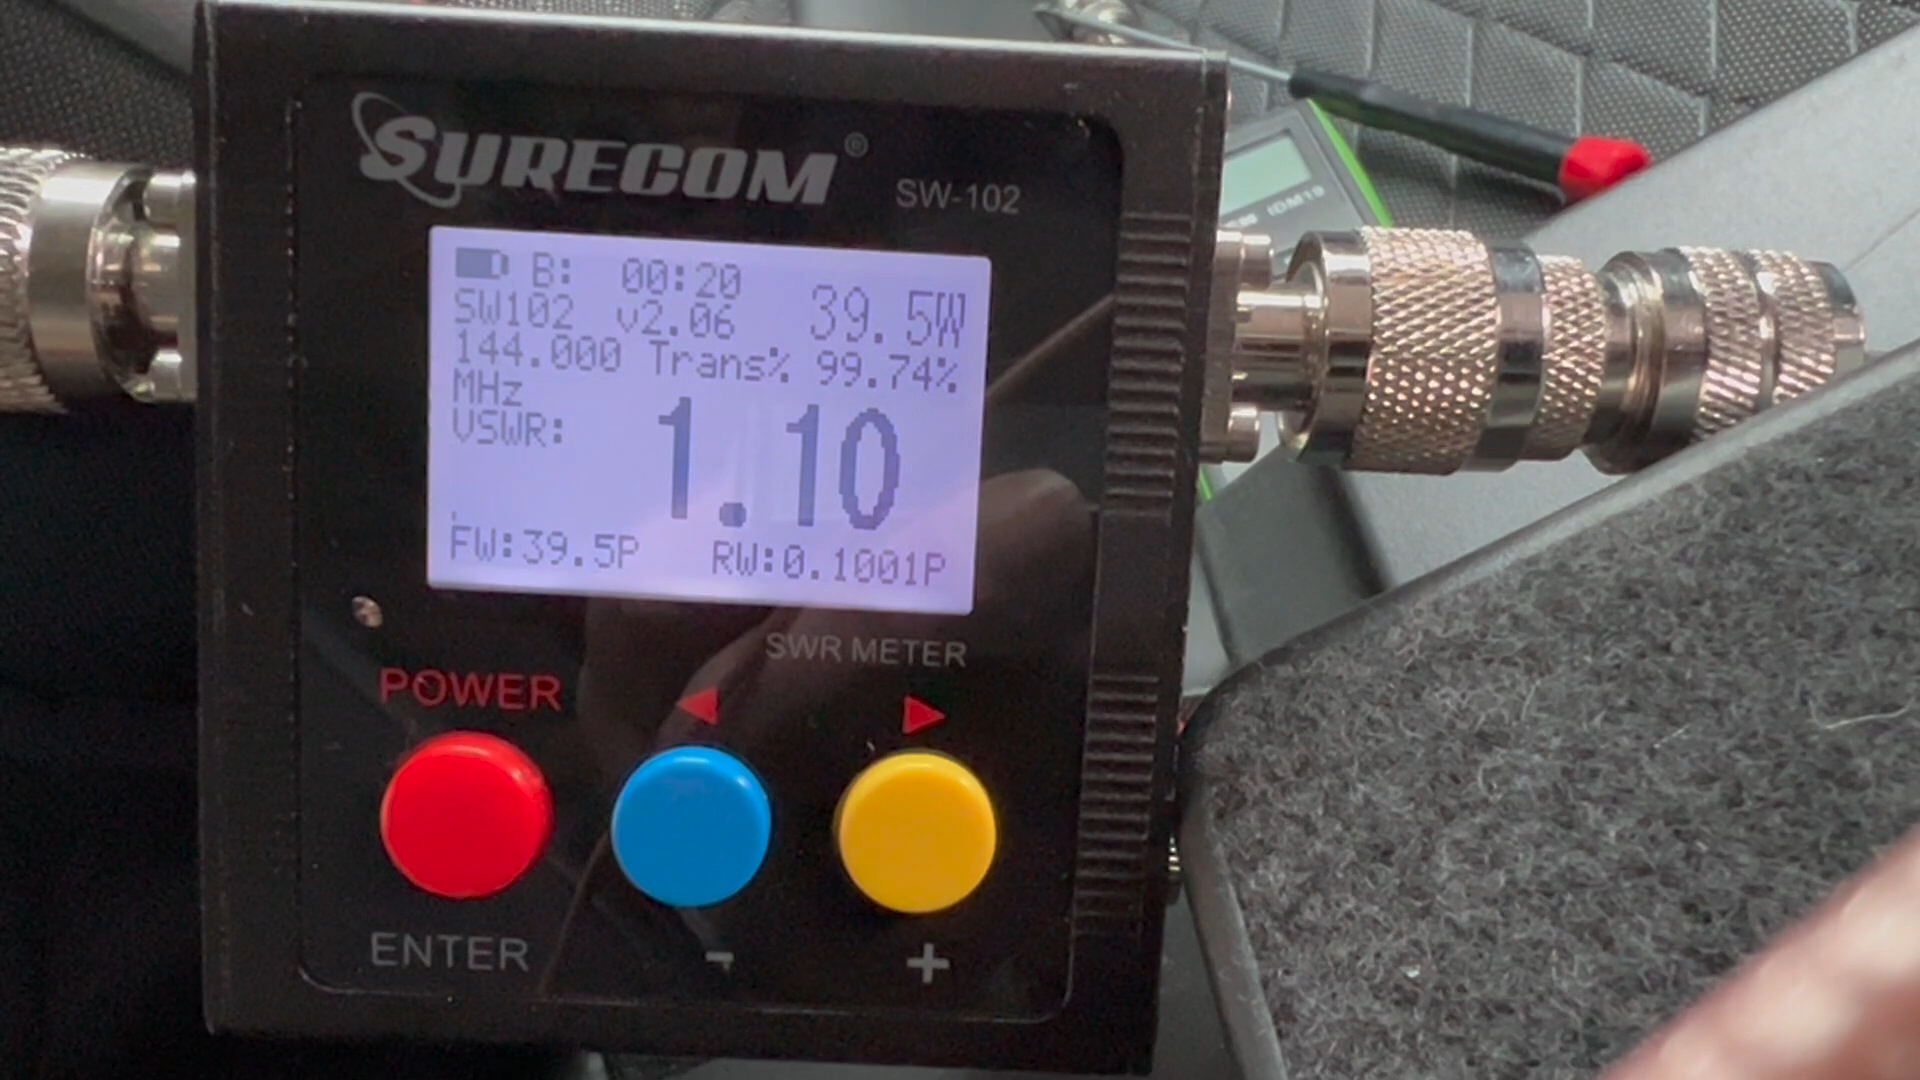 SURECOM®
SW-102
B: 00:20
SW102 v2.06 39.5W
144.000 Trans% 99.74%
MHz
VSWR: 1.10
FW:39.5P RW:0.1001P
SWR METER
POWER
ENTER
-
+
IDM19